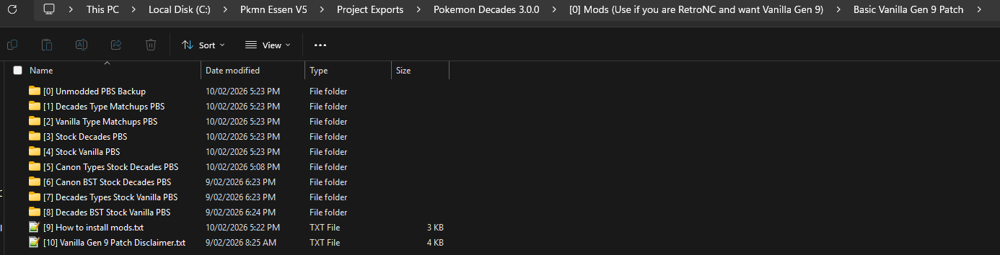 This PC > Local Disk (C:) > Pkmn Essen V5 > Project Exports > Pokemon Decades 3.0.0 > [0] Mods (Use if you are RetroNC and want Vanilla Gen 9) > Basic Vanilla Gen 9 Patch >
Sort View ...
Name Date modified Type Size
[0] Unmodded PBS Backup 10/02/2026 5:23 PM File folder
[1] Decades Type Matchups PBS 10/02/2026 5:23 PM File folder
[2] Vanilla Type Matchups PBS 10/02/2026 5:23 PM File folder
[3] Stock Decades PBS 10/02/2026 5:23 PM File folder
[4] Stock Vanilla PBS 10/02/2026 5:23 PM File folder
[5] Canon Types Stock Decades PBS 10/02/2026 5:08 PM File folder
[6] Canon BST Stock Decades PBS 9/02/2026 6:23 PM File folder
[7] Decades Types Stock Vanilla PBS 9/02/2026 6:23 PM File folder
[8] Decades BST Stock Vanilla PBS 9/02/2026 6:24 PM File folder
[9] How to install mods.txt 10/02/2026 5:22 PM TXT File 3 KB
[10] Vanilla Gen 9 Patch Disclaimer.txt 9/02/2026 8:25 AM TXT File 4 KB